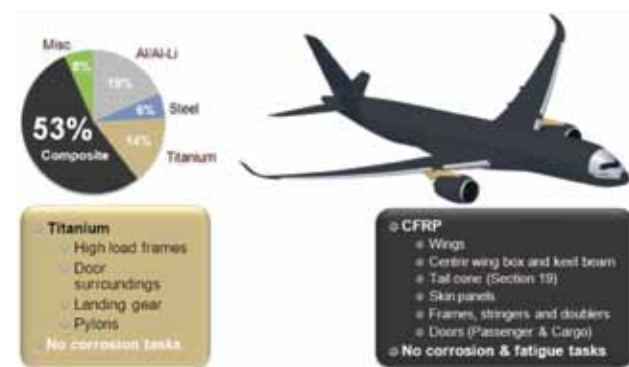 Misc.
8%
Al/Al-Li
19%
6%
Steel
53%
Composite
14%
Titanium
Titanium
High load frames
Door
surroundings
Landing gear
Pylons
No corrosion tasks
CFRP
Wings
Centre wing box and keel beam
Tail cone (Section 19)
Skin panels
Frames, stringers and doublers
Doors (Passenger & Cargo)
No corrosion & fatigue tasks